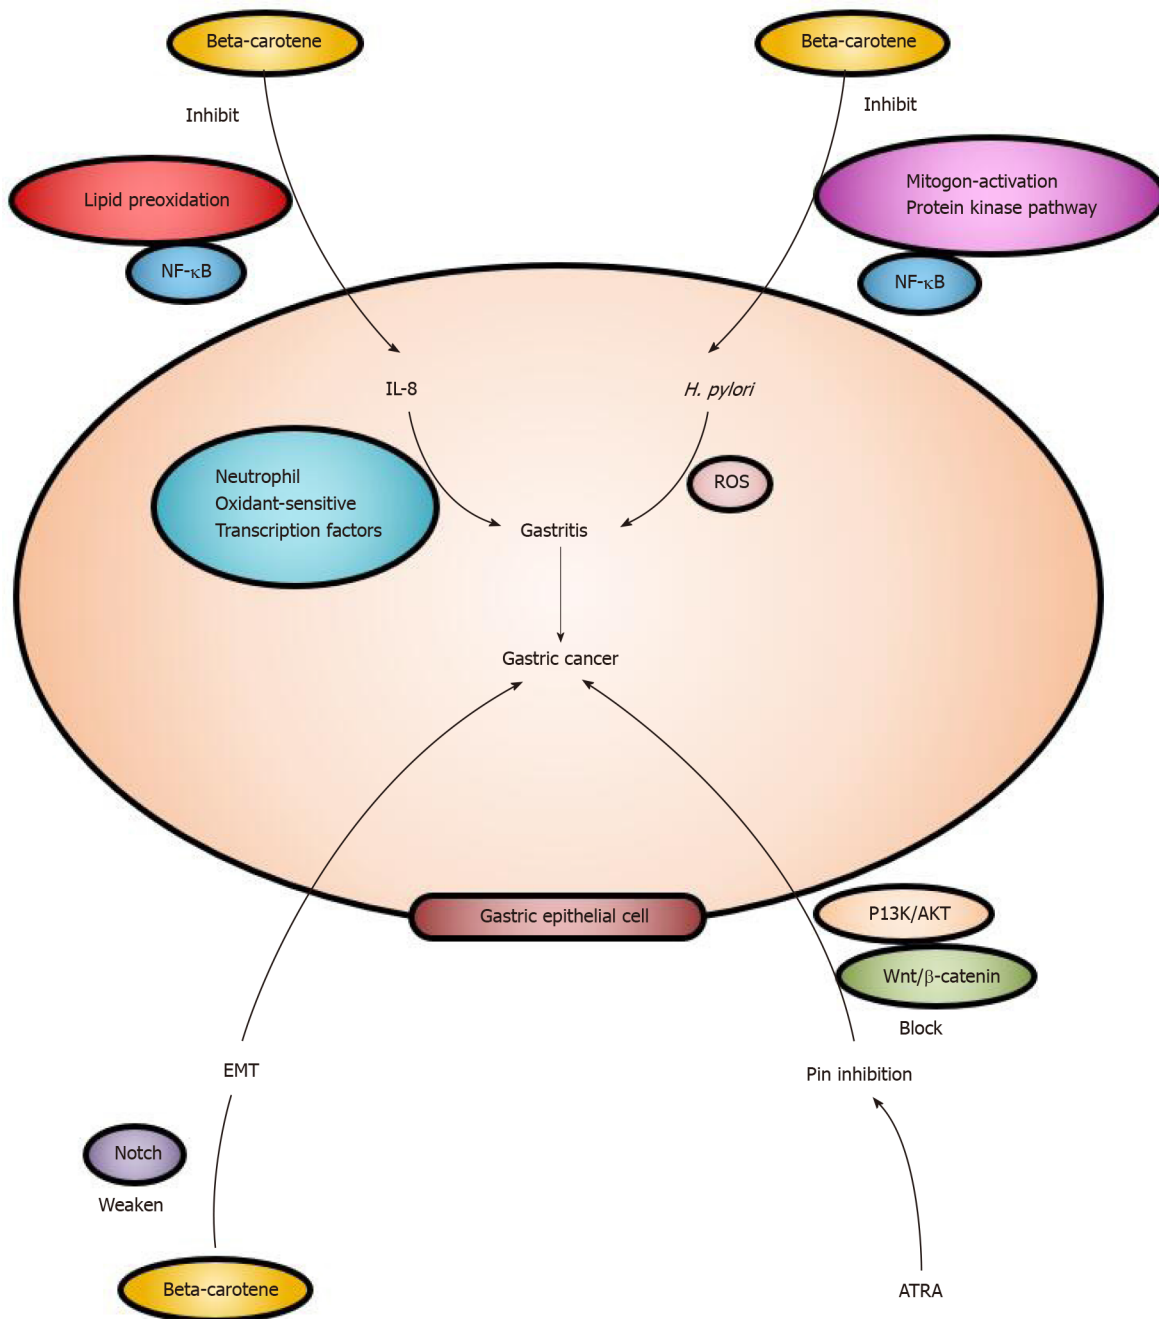 Beta-carotene
Beta-carotene
Inhibit
Inhibit
Lipid preoxidation
NF-κB
Mitogon-activation
Protein kinase pathway
NF-κB
IL-8
H. pylori
Neutrophil
Oxidant-sensitive
Transcription factors
ROS
Gastritis
Gastric cancer
Gastric epithelial cell
P13K/AKT
Wnt/β-catenin
Block
EMT
Pin inhibition
Notch
Weaken
Beta-carotene
ATRA